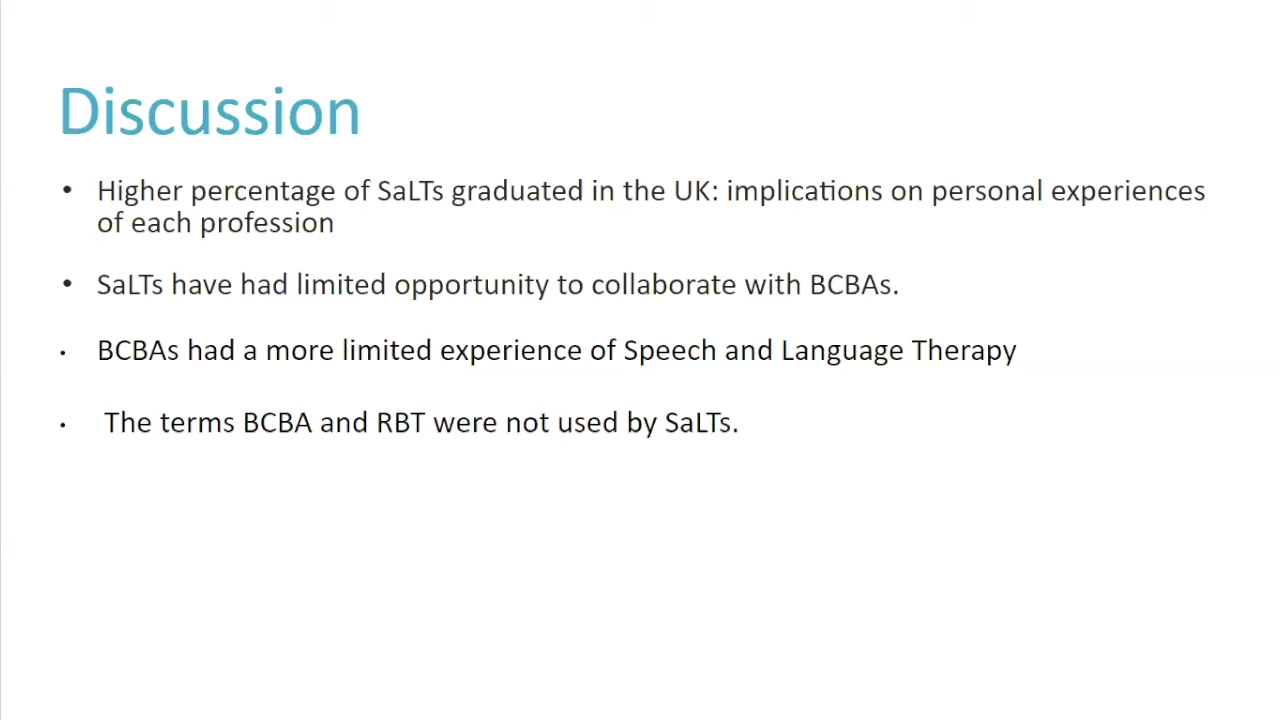 Discussion
• Higher percentage of SaLTs graduated in the UK: implications on personal experiences
of each profession
• SaLTs have had limited opportunity to collaborate with BCBAs.
• BCBAs had a more limited experience of Speech and Language Therapy
• The terms BCBA and RBT were not used by SaLTs.